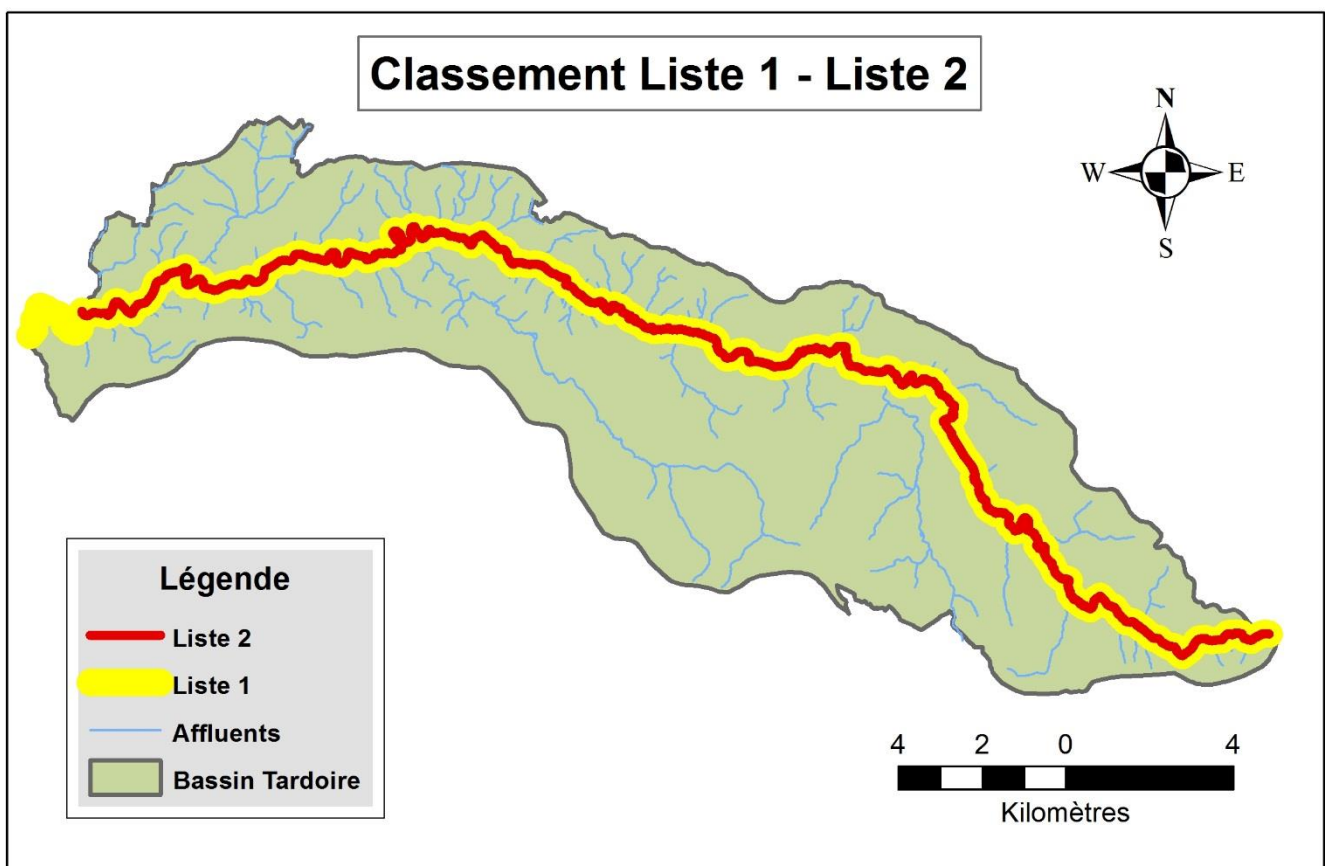 Classement Liste 1 - Liste 2
N
W
E
S
Légende
Liste 2
Liste 1
Affluents
Bassin Tardoire
4 2 0 4
Kilomètres